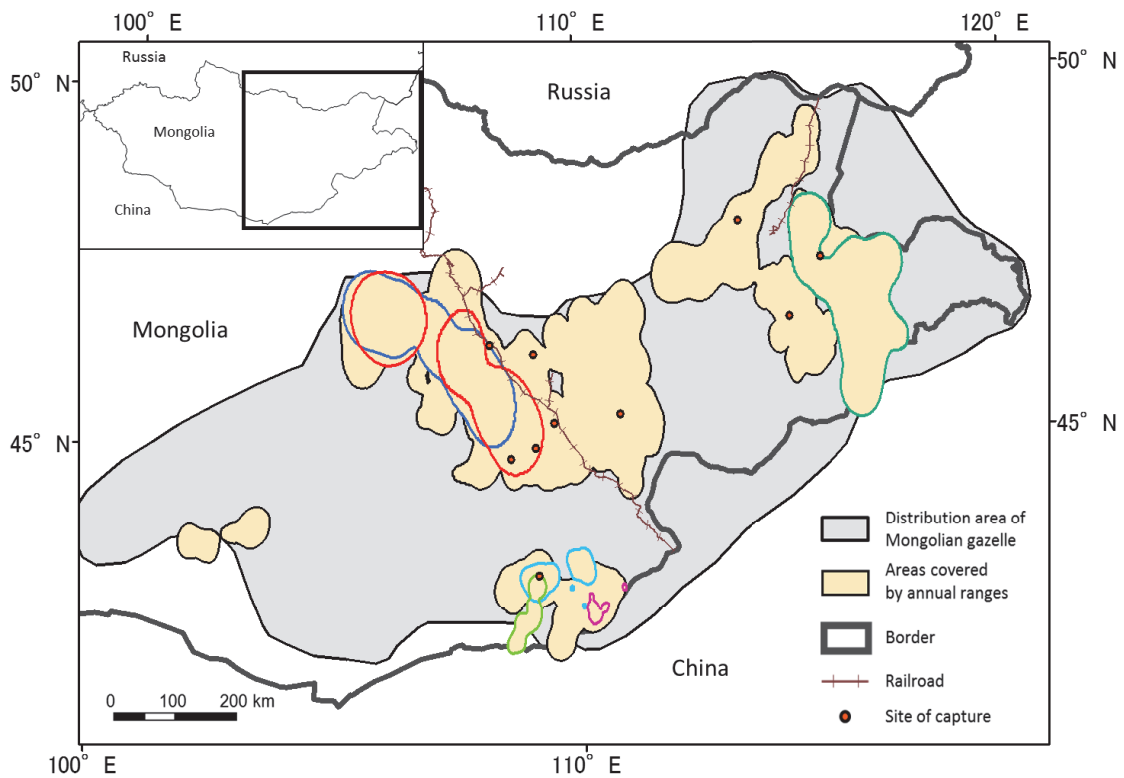 100° E
110° E
120° E
50° N
50° N
Russia
Mongolia
China
Russia
Mongolia
45° N
45° N
China
Distribution area of
Mongolian gazelle
Areas covered
by annual ranges
Border
Railroad
Site of capture
0 100 200 km
100° E
110° E